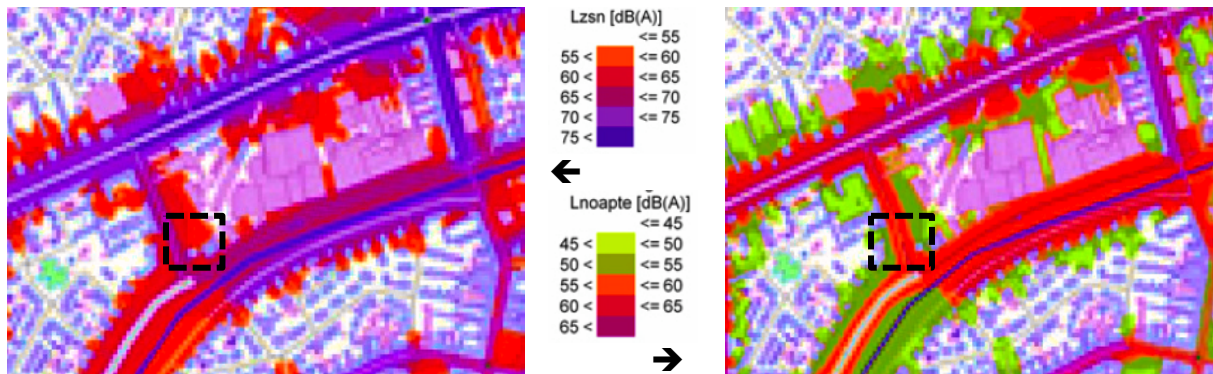 Lzsn [dB(A)]
<= 55
55 < <= 60
60 < <= 65
65 < <= 70
70 < <= 75
75 <
←
Lnoapte [dB(A)]
<= 45
45 < <= 50
50 < <= 55
55 < <= 60
60 < <= 65
65 <
→